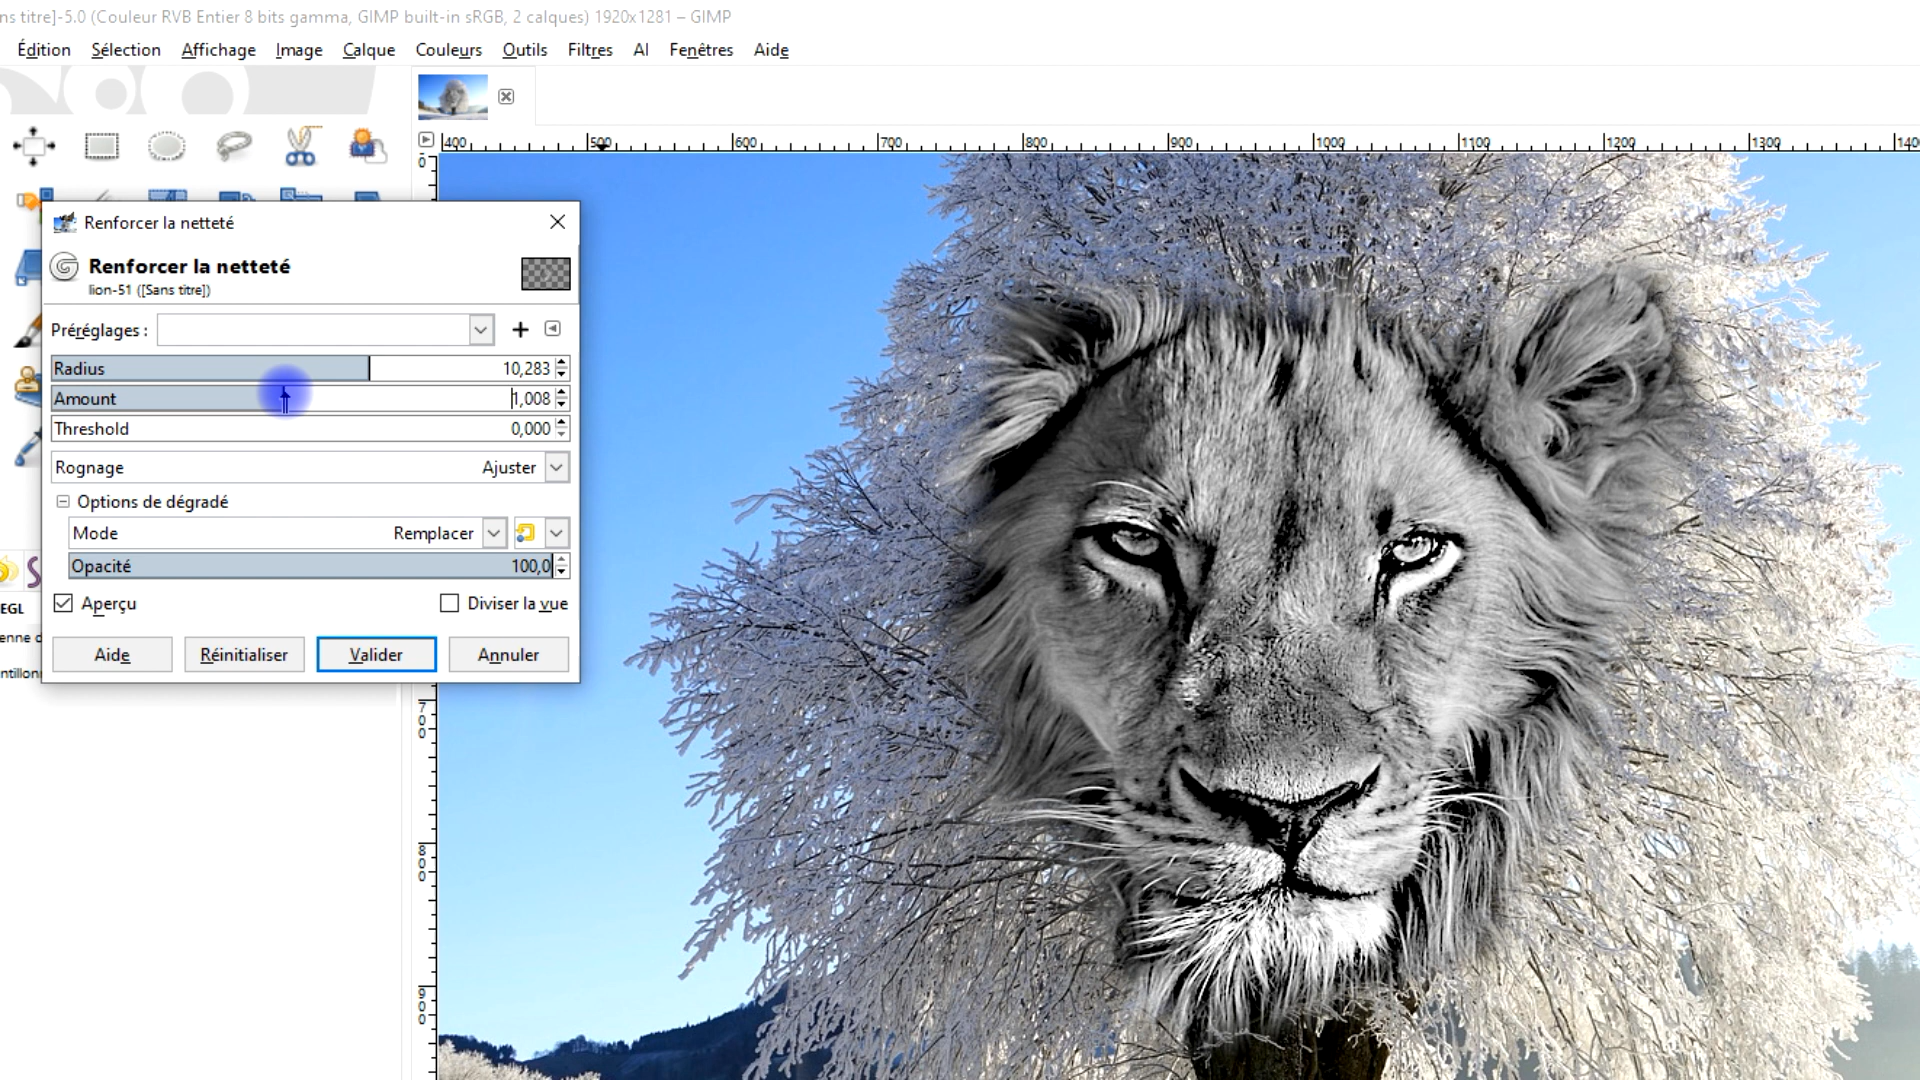 ns titre]-5.0 (Couleur RVB Entier 8 bits gamma, GIMP built-in sRGB, 2 calques) 1920x1281 – GIMP
Édition Sélection Affichage Image Calque Couleurs Outils Filtres AI Fenêtres Aide
400 500 600 700 800 900 1000 1100 1200 1300 140
0
Renforcer la netteté
Renforcer la netteté
lion-51 ([Sans titre])
Préréglages :
Radius 10,283
Amount 1,008
Threshold 0,000
Rognage Ajuster
Options de dégradé
Mode Remplacer
Opacité 100,0
Aperçu Diviser la vue
Aide Réinitialiser Valider Annuler
EGL
enne d
ntillon
700
800
900